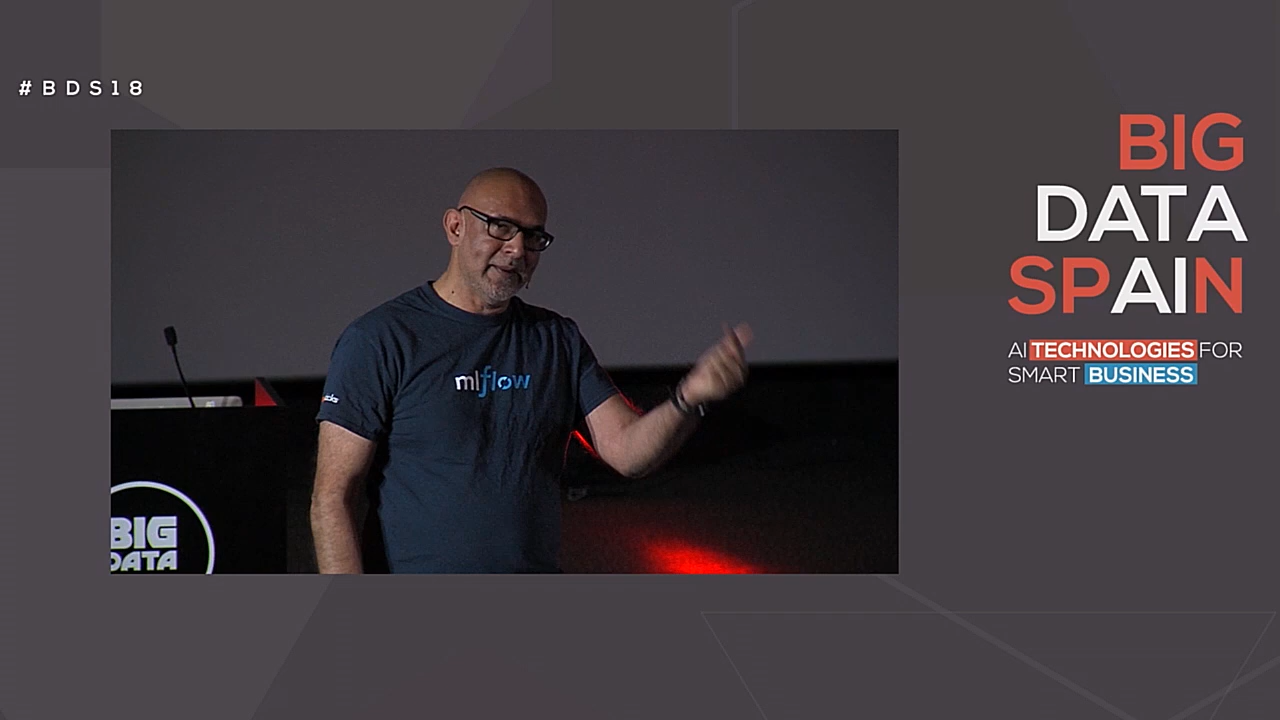 #BDS18
BIG
DATA
SPAIN
AI TECHNOLOGIES FOR
SMART BUSINESS
mlflow
BIG
DATA